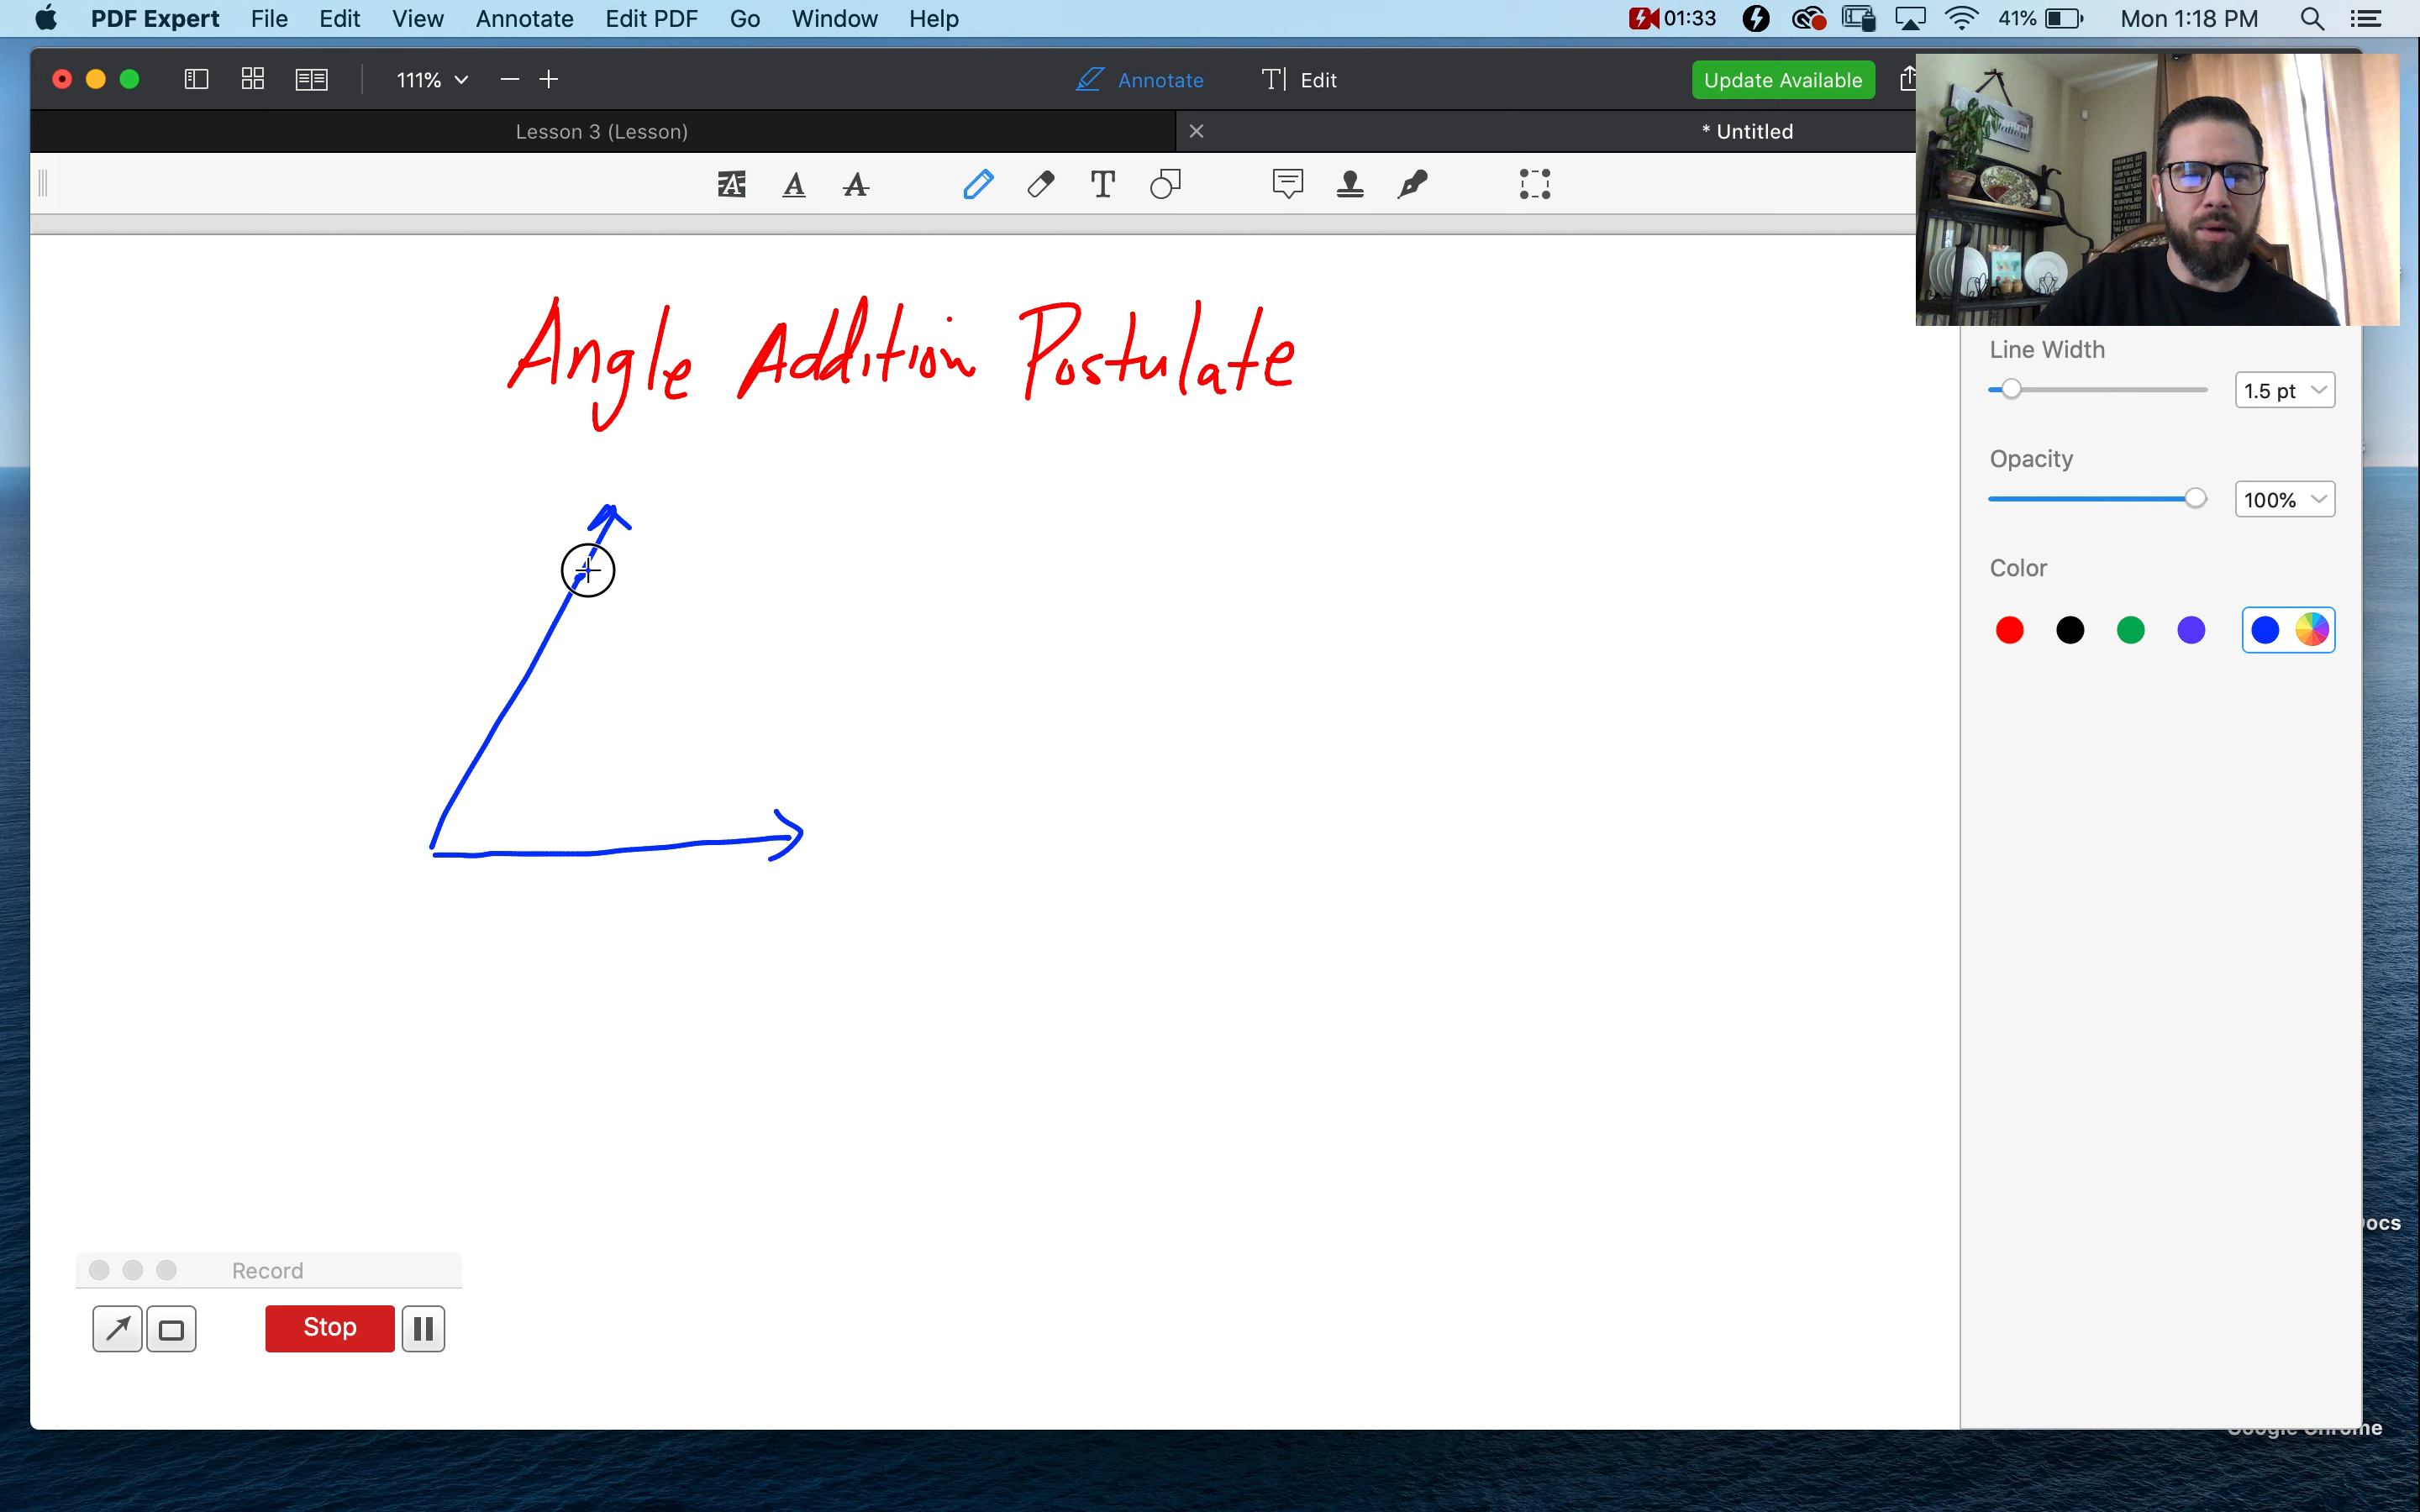 PDF Expert File Edit View Annotate Edit PDF Go Window Help 01:33 41% Mon 1:18 PM
111% Annotate Edit Update Available
Lesson 3 (Lesson) * Untitled
Angle Addition Postulate
Line Width
1.5 pt
Opacity
100%
Color
Record
Stop